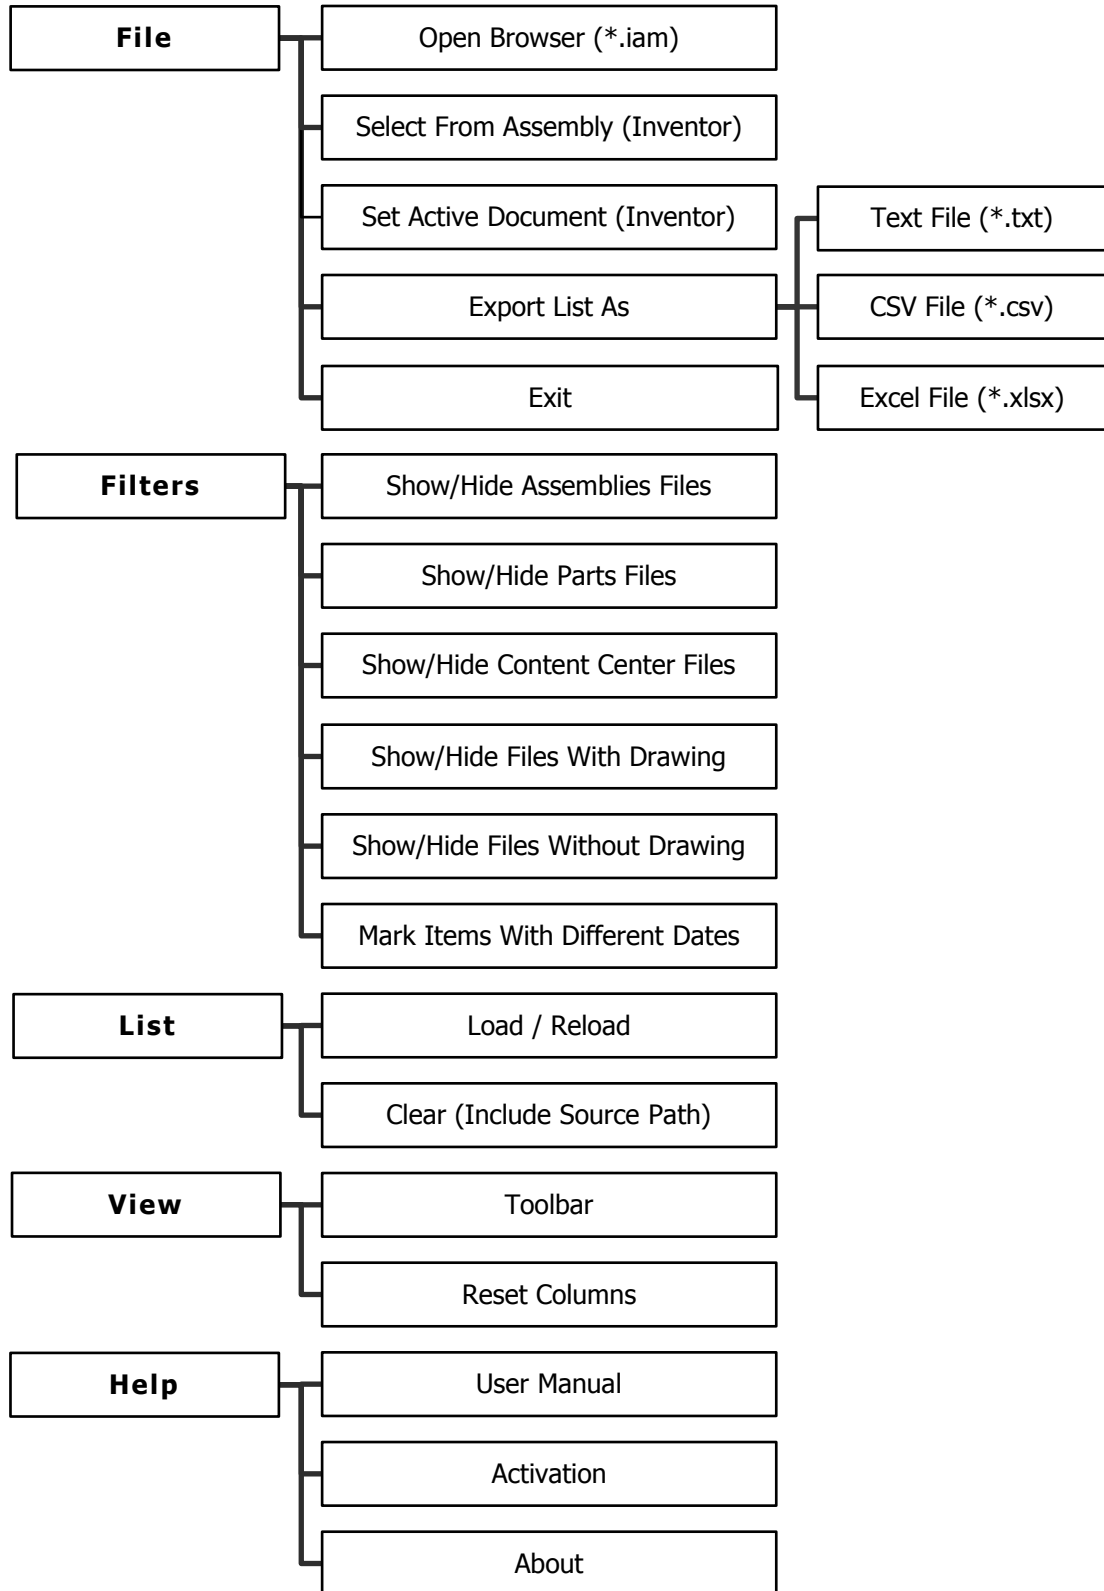 File
Open Browser (*.iam)
Select From Assembly (Inventor)
Set Active Document (Inventor)
Export List As
Text File (*.txt)
CSV File (*.csv)
Excel File (*.xlsx)
Exit
Filters
Show/Hide Assemblies Files
Show/Hide Parts Files
Show/Hide Content Center Files
Show/Hide Files With Drawing
Show/Hide Files Without Drawing
Mark Items With Different Dates
List
Load / Reload
Clear (Include Source Path)
View
Toolbar
Reset Columns
Help
User Manual
Activation
About